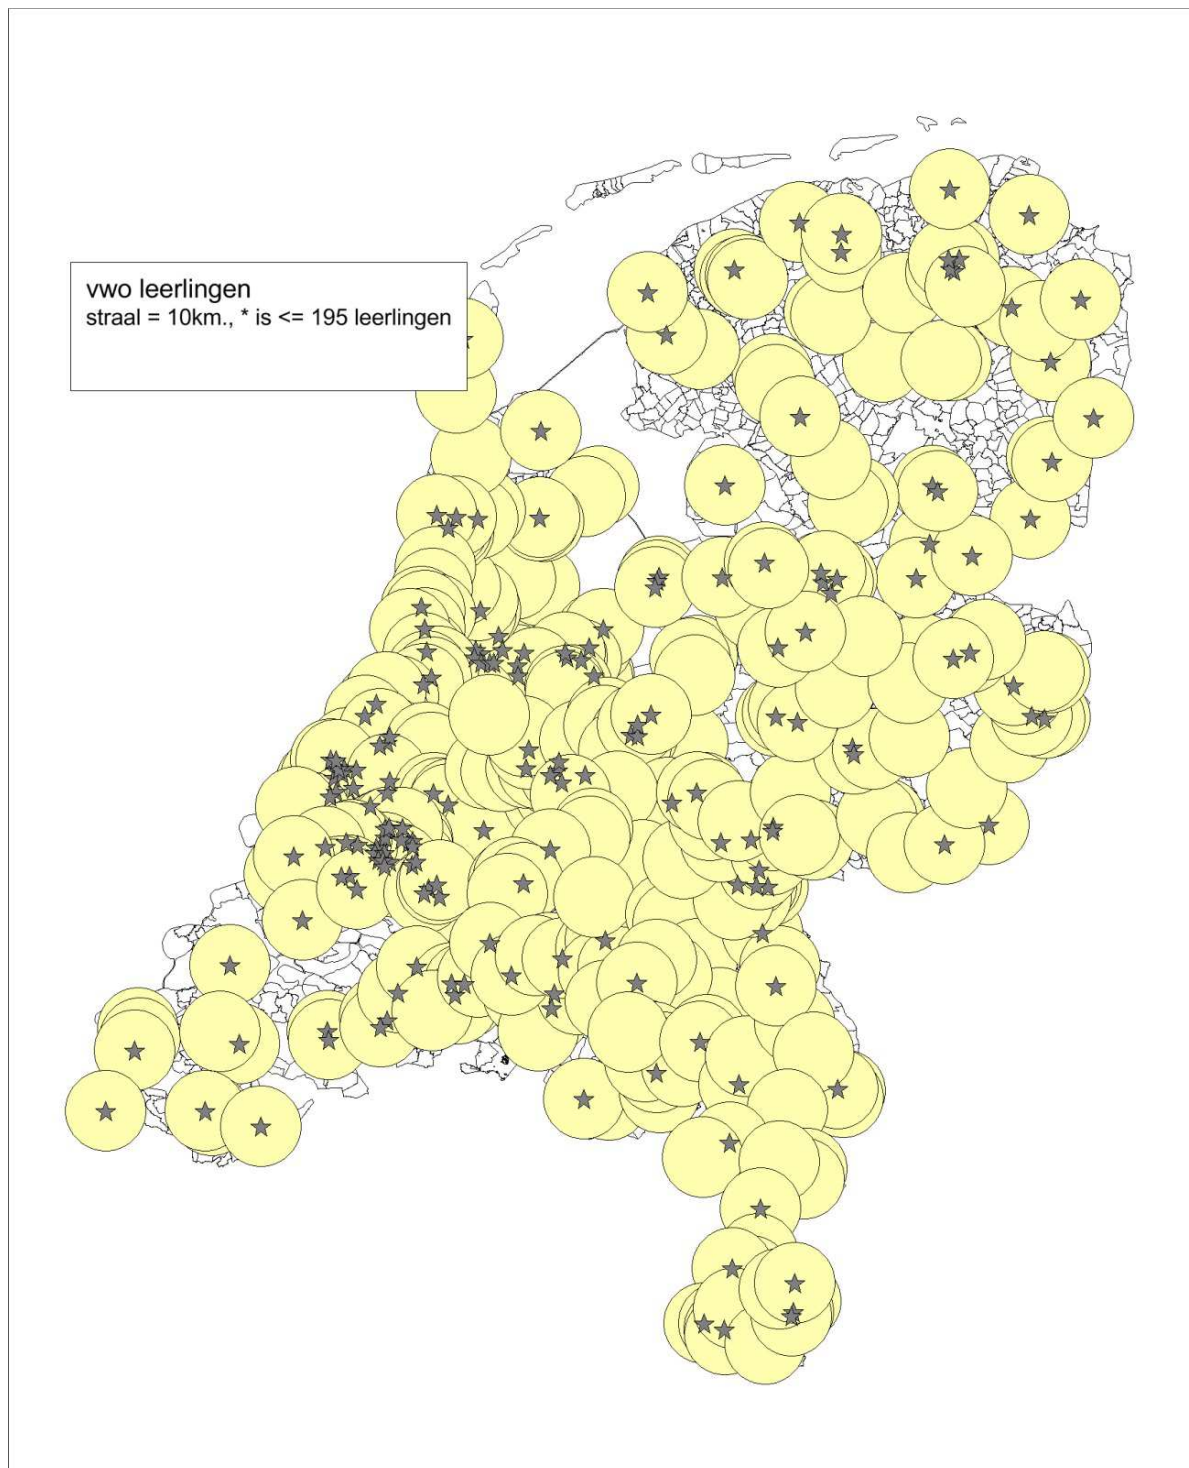 vwo leerlingen
straal = 10km., * is <= 195 leerlingen